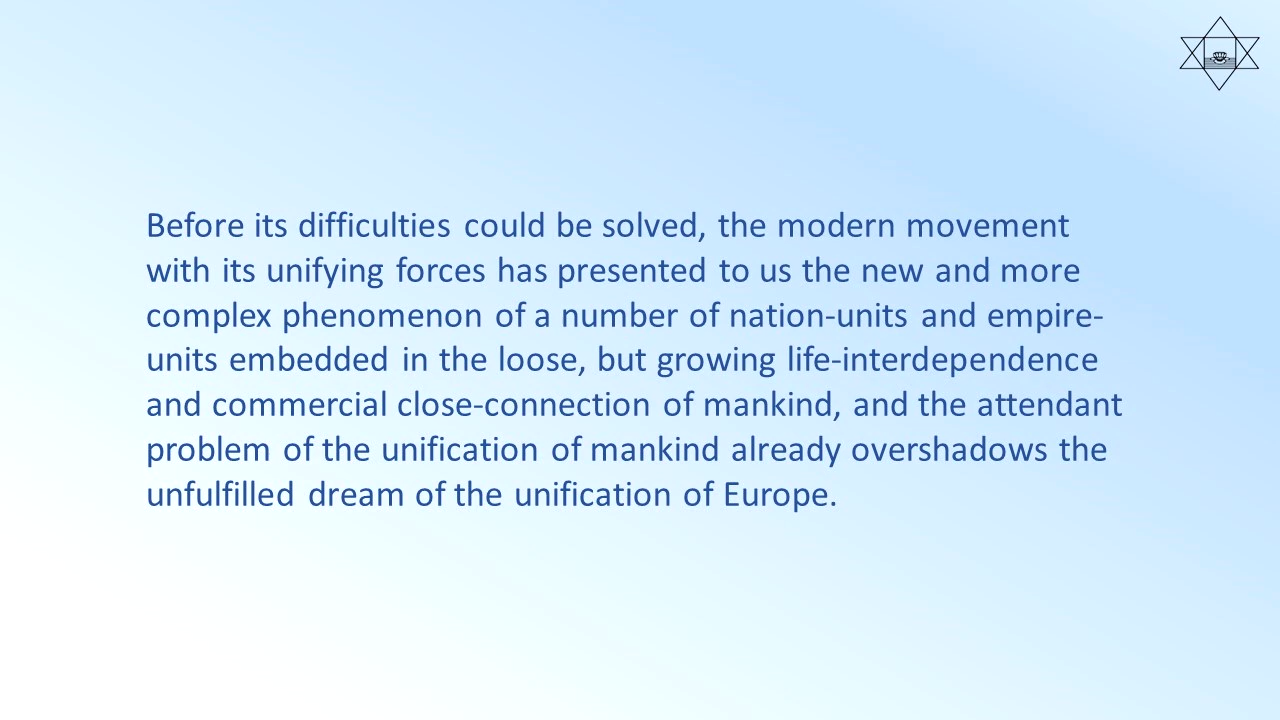 Before its difficulties could be solved, the modern movement
with its unifying forces has presented to us the new and more
complex phenomenon of a number of nation-units and empire-
units embedded in the loose, but growing life-interdependence
and commercial close-connection of mankind, and the attendant
problem of the unification of mankind already overshadows the
unfulfilled dream of the unification of Europe.